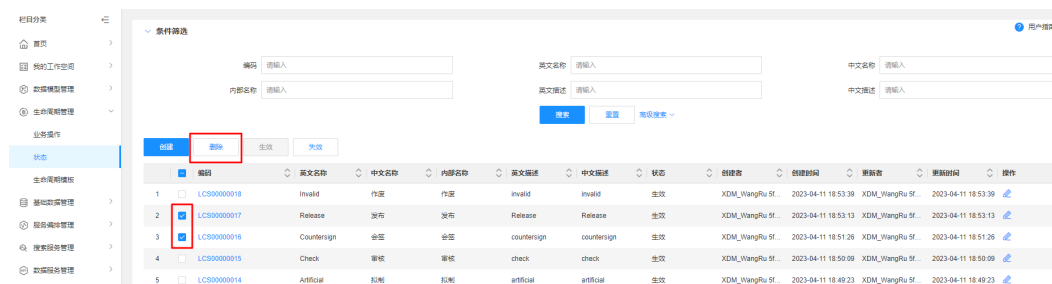 栏目分类
首页
我的工作空间
数据模型管理
生命周期管理
业务操作
状态
生命周期模板
基础数据管理
服务编排管理
搜索服务管理
数据服务管理
条件筛选
用户指南
编码 请输入 英文名称 请输入 中文名称 请输入
内部名称 请输入 英文描述 请输入 中文描述 请输入
搜索 重置 高级搜索
创建 删除 生效 失效
编码 英文名称 中文名称 内部名称 英文描述 中文描述 状态 创建者 创建时间 更新者 更新时间 操作
1 LCS00000018 Invalid 作废 作废 invalid invalid 生效 XDM_WangRu 5f... 2023-04-11 18:53:39 XDM_WangRu 5f... 2023-04-11 18:53:39
2 LCS00000017 Release 发布 发布 Release Release 生效 XDM_WangRu 5f... 2023-04-11 18:53:13 XDM_WangRu 5f... 2023-04-11 18:53:13
3 LCS00000016 Countersign 会签 会签 countersign countersign 生效 XDM_WangRu 5f... 2023-04-11 18:51:26 XDM_WangRu 5f... 2023-04-11 18:51:26
4 LCS00000015 Check 审核 审核 check check 生效 XDM_WangRu 5f... 2023-04-11 18:50:09 XDM_WangRu 5f... 2023-04-11 18:50:09
5 LCS00000014 Artificial 拟制 拟制 artificial artificial 生效 XDM_WangRu 5f... 2023-04-11 18:49:23 XDM_WangRu 5f... 2023-04-11 18:49:23